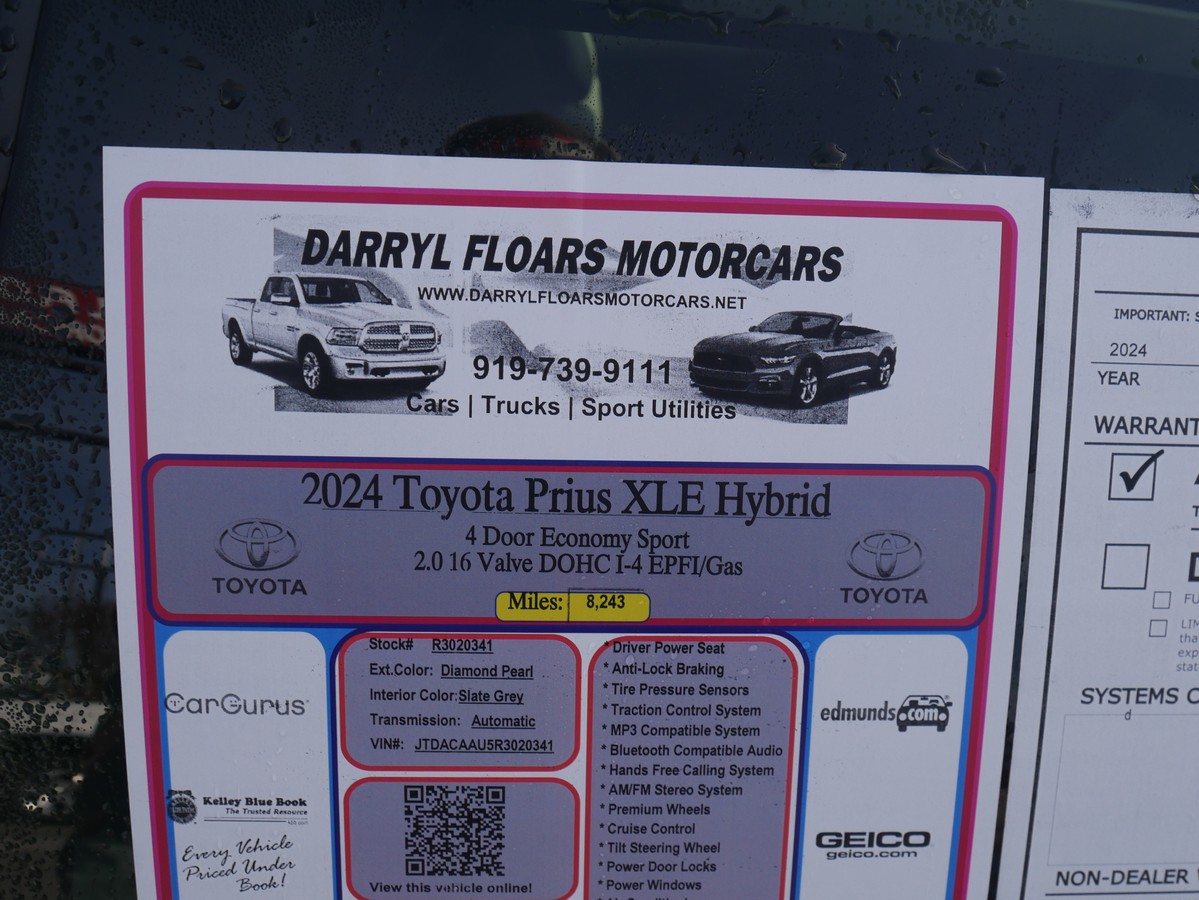 DARRYL FLOARS MOTORCARS
WWW.DARRYLFLOARSMOTORCARS.NET
919-739-9111
Cars | Trucks | Sport Utilities
2024 Toyota Prius XLE Hybrid
4 Door Economy Sport
2.0 16 Valve DOHC I-4 EPFI/Gas
TOYOTA
TOYOTA
Miles: 8,243
CarGurus
Kelley Blue Book
The Trusted Resource
Every Vehicle
Priced Under
Book!
Stock# R3020341
Ext.Color: Diamond Pearl
Interior Color: Slate Grey
Transmission: Automatic
VIN#: JTDACAAU5R3020341
View this vehicle online!
* Driver Power Seat
* Anti-Lock Braking
* Tire Pressure Sensors
* Traction Control System
* MP3 Compatible System
* Bluetooth Compatible Audio
* Hands Free Calling System
* AM/FM Stereo System
* Premium Wheels
* Cruise Control
* Tilt Steering Wheel
* Power Door Locks
* Power Windows
edmunds.com
GEICO
geico.com
IMPORTANT: S
2024
YEAR
WARRANT
FU
LIM
tha
exp
stat
SYSTEMS C
d
NON-DEALER